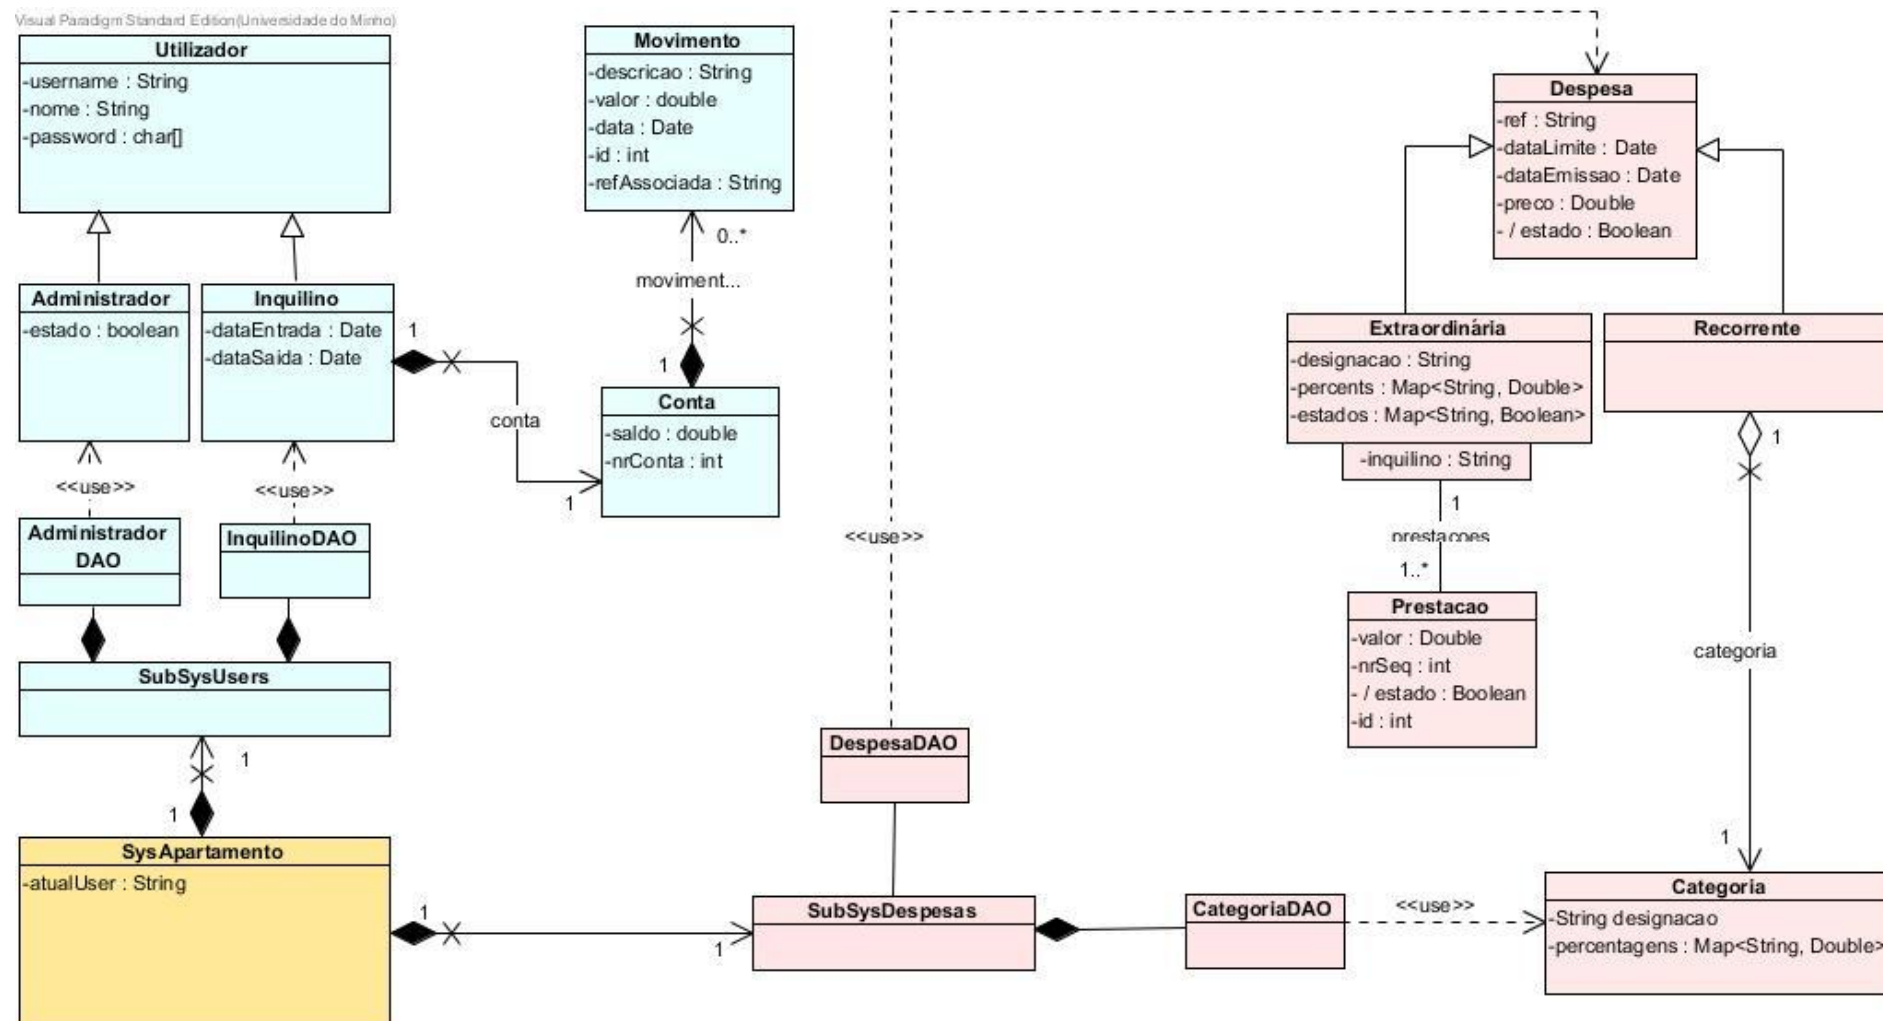 Visual Paradigm Standard Edition(Universidade do Minho)
Utilizador
-username : String
-nome : String
-password : char[]
Movimento
-descricao : String
-valor : double
-data : Date
-id : int
-refAssociada : String
Despesa
-ref : String
-dataLimite : Date
-dataEmissao : Date
-preco : Double
- / estado : Boolean
0..*
moviment...
Administrador
-estado : boolean
Inquilino
-dataEntrada : Date
-dataSaida : Date
1
conta
1
1
Conta
-saldo : double
-nrConta : int
Extraordinária
-designacao : String
-percents : Map<String, Double>
-estados : Map<String, Boolean>
-inquilino : String
Recorrente
1
1
prestacoes
1..*
<<use>>
<<use>>
<<use>>
Administrador
DAO
InquilinoDAO
Prestacao
-valor : Double
-nrSeq : int
- / estado : Boolean
-id : int
categoria
SubSysUsers
1
1
DespesaDAO
SysApartamento
-atualUser : String
1
1
SubSysDespesas
CategoriaDAO
<<use>>
1
Categoria
-String designacao
-percentagens : Map<String, Double>